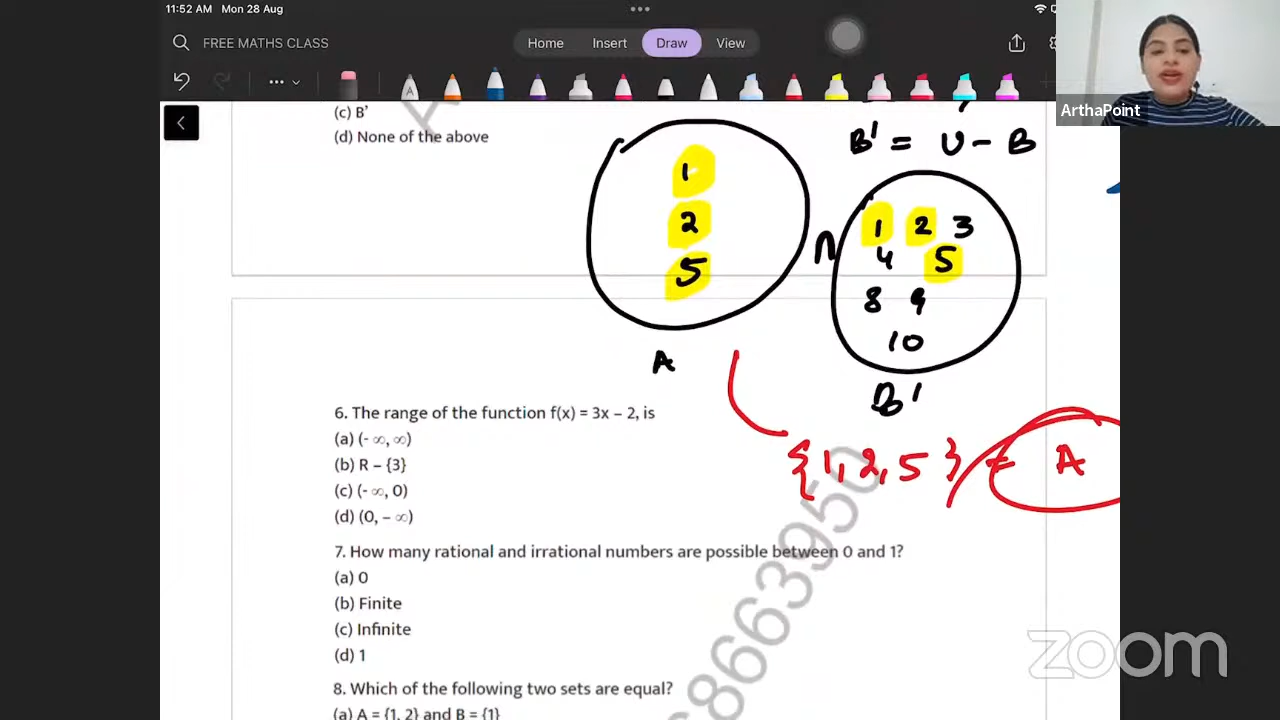 11:52 AM Mon 28 Aug
FREE MATHS CLASS
Home Insert Draw View
A
ArthaPoint
(c) B’
(d) None of the above
B' = U - B
1
2
5
A
∩
1 2 3
4 5
8 9
10
B'
{1, 2, 5} = A
6. The range of the function f(x) = 3x – 2, is
(a) (- ∞, ∞)
(b) R – {3}
(c) (- ∞, 0)
(d) (0, – ∞)
7. How many rational and irrational numbers are possible between 0 and 1?
(a) 0
(b) Finite
(c) Infinite
(d) 1
8. Which of the following two sets are equal?
(a) A = {1, 2} and B = {1}
68663950
zoom